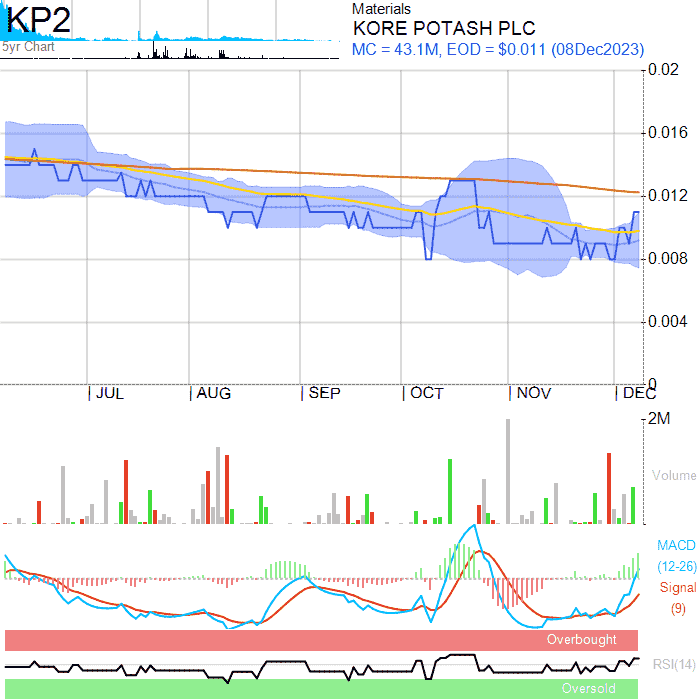 KP2
5yr Chart
Materials
KORE POTASH PLC
MC = 43.1M, EOD = $0.011 (08Dec2023)
0.02
0.016
0.012
0.008
0.004
0
JUL AUG SEP OCT NOV DEC
2M
Volume
MACD
(12-26)
Signal
(9)
Overbought
RSI(14)
Oversold